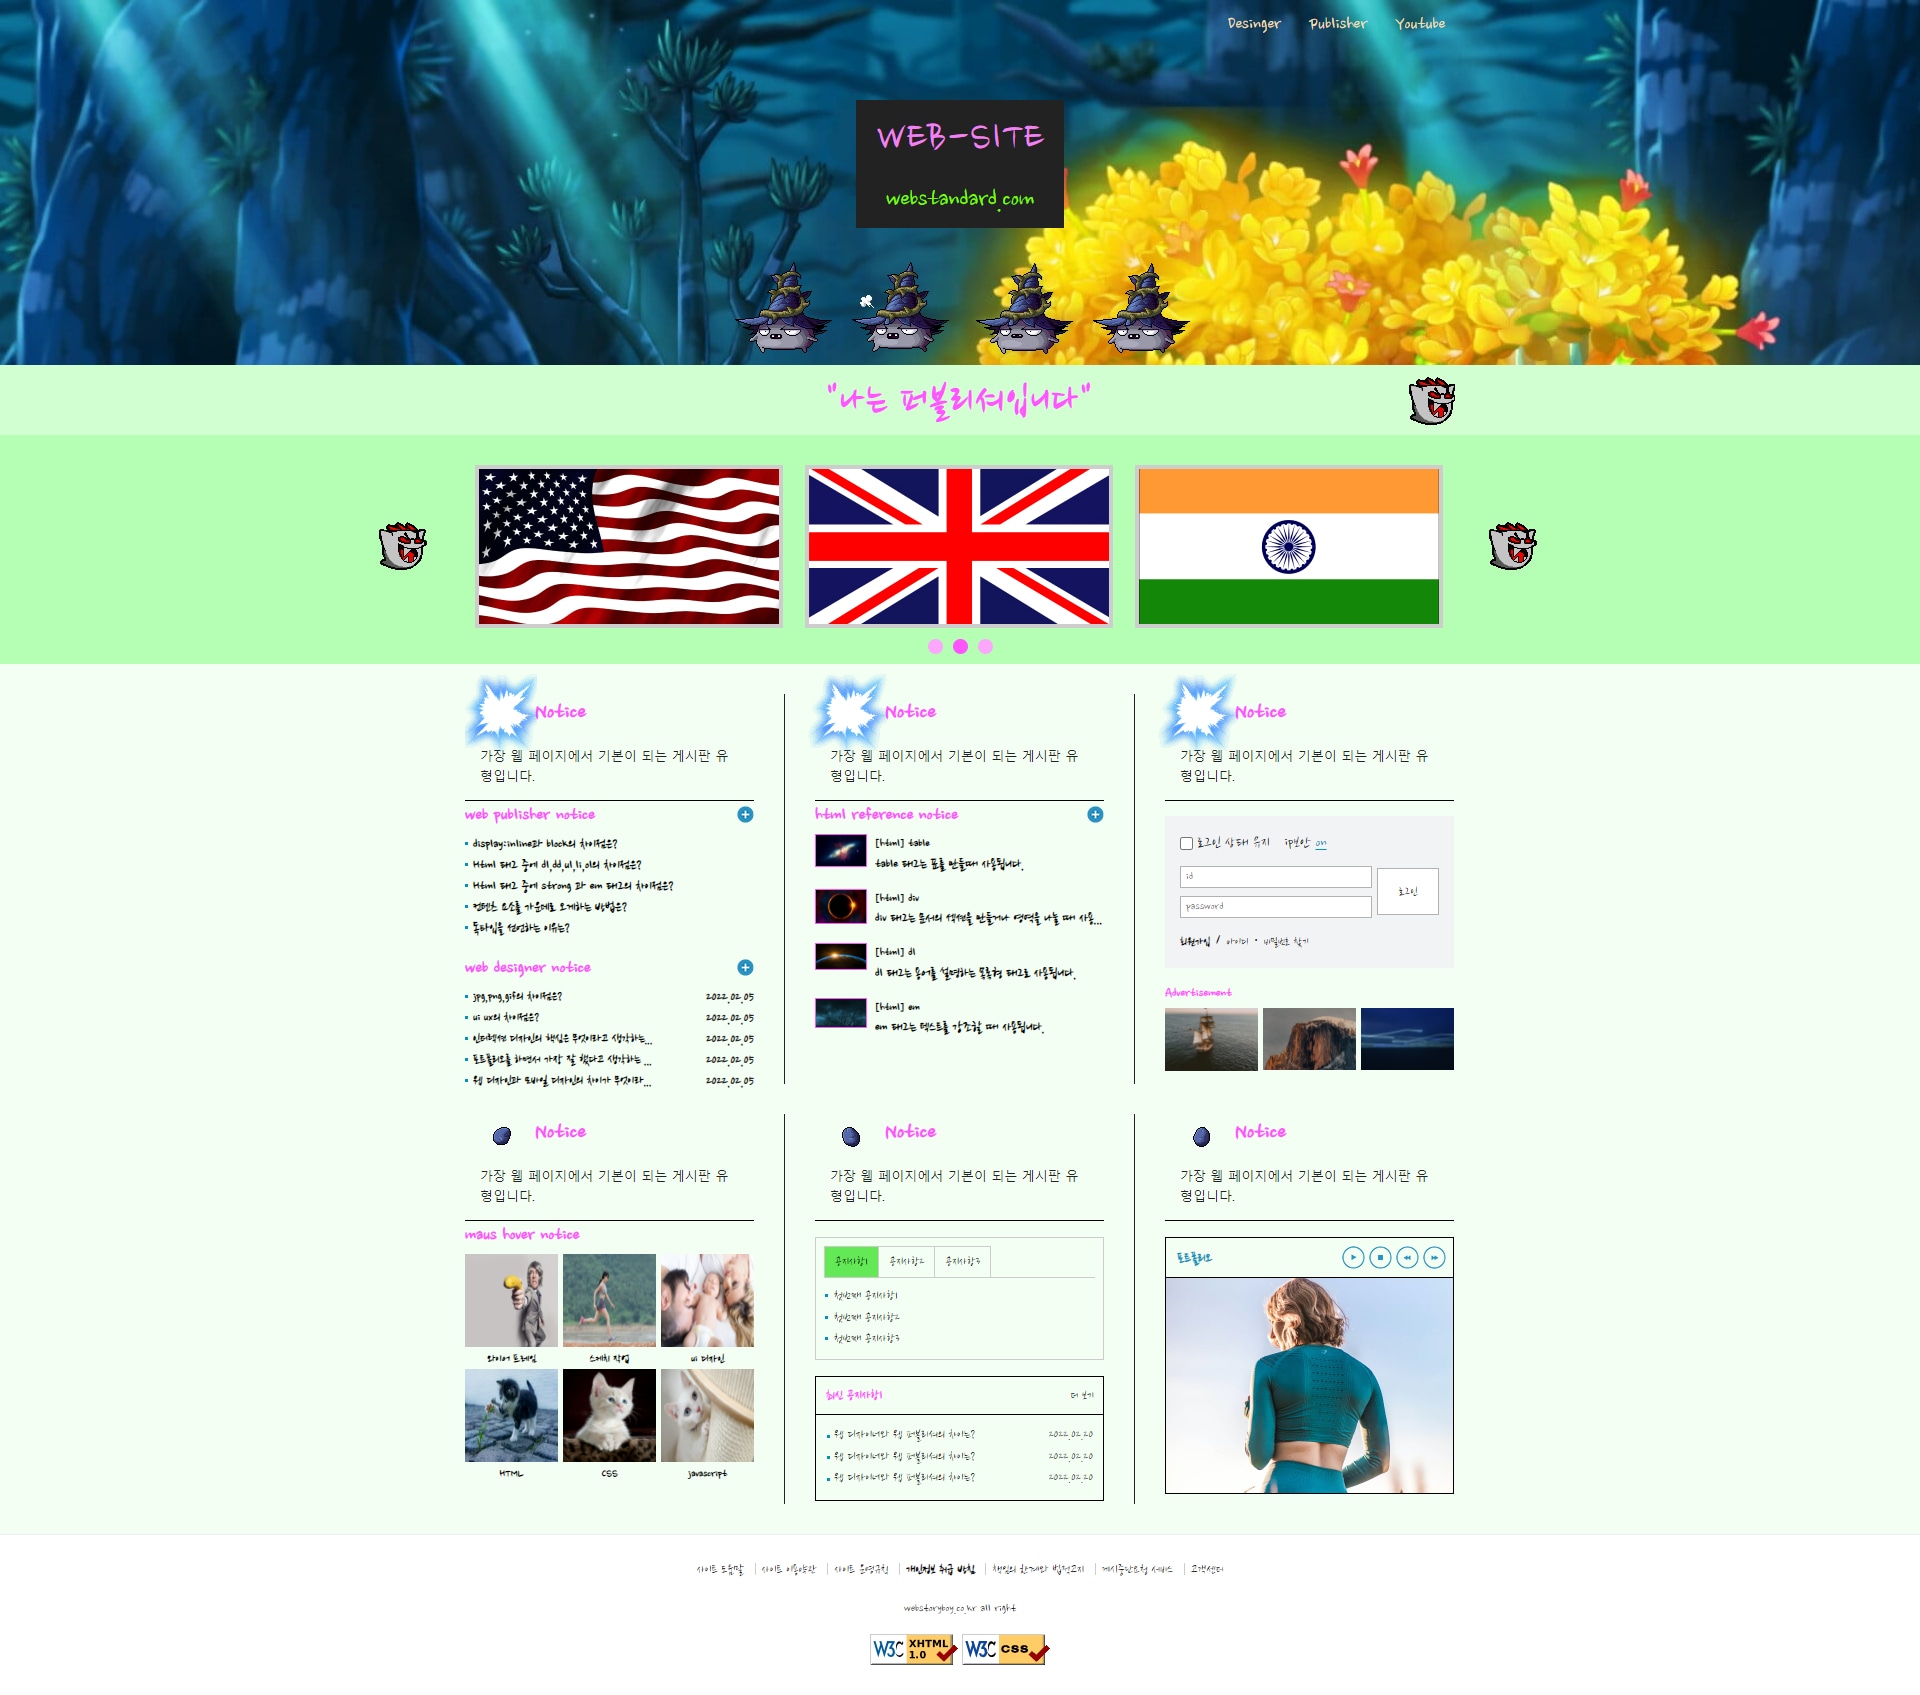 Desinger Publisher Youtube
WEB-SITE
webstandard.com
"나는 퍼블리셔입니다"
Notice
가장 웹 페이지에서 기본이 되는 게시판 유
형입니다.
web publisher notice
display:inline과 block의 차이점은?
Html 태그 중에 dl,dd,ul,li,ol의 차이점은?
Html 태그 중에 strong 과 em 태그의 차이점은?
컨텐츠 요소를 가운데로 오게하는 방법은?
독타입을 선언하는 이유는?
web designer notice
jpg,png,gif의 차이점은? 2022.02.05
ui ux의 차이점은? 2022.02.05
인터렉션 디자인의 핵심은 무엇이라고 생각하는... 2022.02.05
포트폴리오를 하면서 가장 잘 했다고 생각하는 ... 2022.02.05
웹 디자인과 모바일 디자인의 차이가 무엇이라... 2022.02.05
Notice
가장 웹 페이지에서 기본이 되는 게시판 유
형입니다.
html reference notice
[html] table
table 태그는 표를 만들때 사용됩니다.
[html] div
div 태그는 문서의 섹션을 만들거나 영역을 나눌 때 사용...
[html] dl
dl 태그는 용어를 설명하는 목록형 태그로 사용됩니다.
[html] em
em 태그는 텍스트를 강조할 때 사용됩니다.
Notice
가장 웹 페이지에서 기본이 되는 게시판 유
형입니다.
로그인 상태 유지 ip보안 on
id
password
로그인
회원가입 / 아이디 · 비밀번호 찾기
Advertisement
Notice
가장 웹 페이지에서 기본이 되는 게시판 유
형입니다.
maus hover notice
와이어 프레임 스케치 작업 ui 디자인
HTML CSS javascript
Notice
가장 웹 페이지에서 기본이 되는 게시판 유
형입니다.
공지사항1 공지사항2 공지사항3
첫번째 공지사항1
첫번째 공지사항2
첫번째 공지사항3
최신 공지사항1 더 보기
웹 디자이너와 웹 퍼블리셔의 차이는? 2022.02.20
웹 디자이너와 웹 퍼블리셔의 차이는? 2022.02.20
웹 디자이너와 웹 퍼블리셔의 차이는? 2022.02.20
Notice
가장 웹 페이지에서 기본이 되는 게시판 유
형입니다.
포트폴리오
사이트 도움말 사이트 이용약관 사이트 운영규칙 개인정보 취급 방침 책임의 한계와 법적고지 게시중단요청 서비스 고객센터
webstoryboy.co.kr all right
W3C XHTML 1.0 W3C CSS